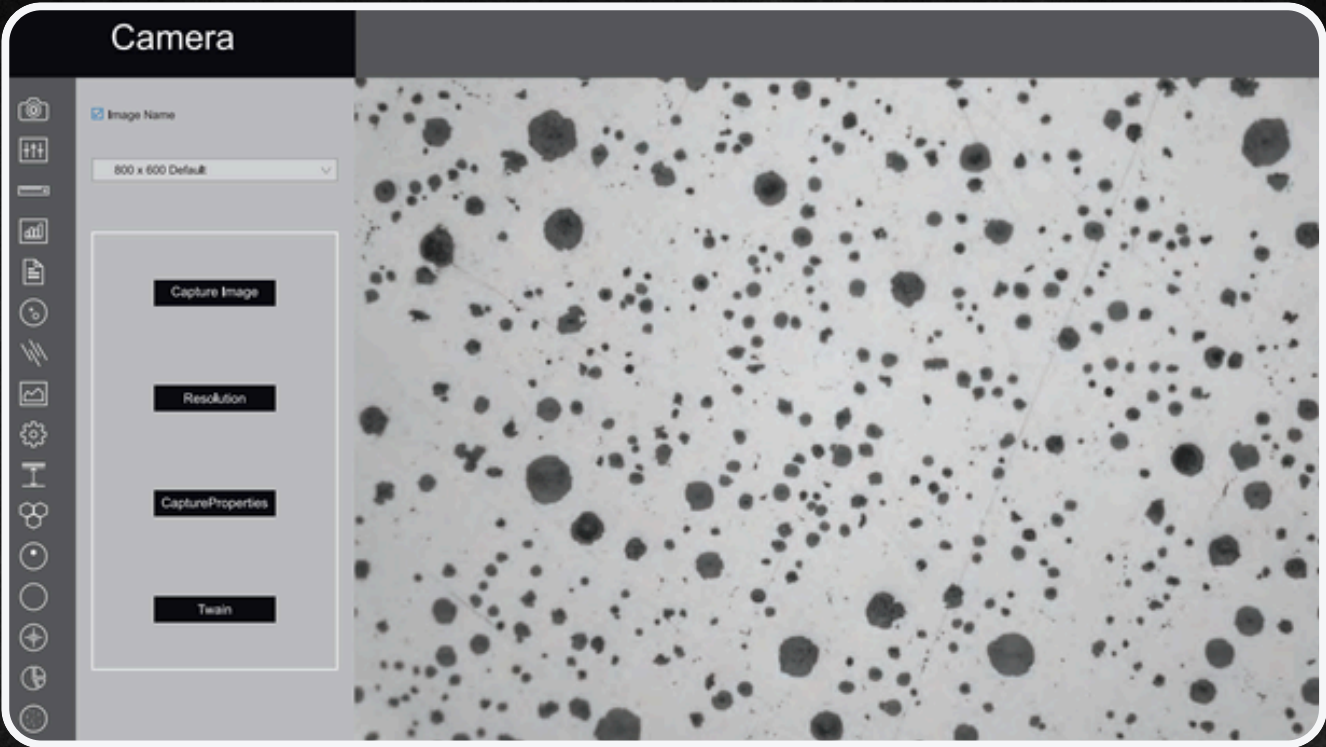 Camera
Image Name
800 x 600 Default
Capture Image
Resolution
CaptureProperties
Twain